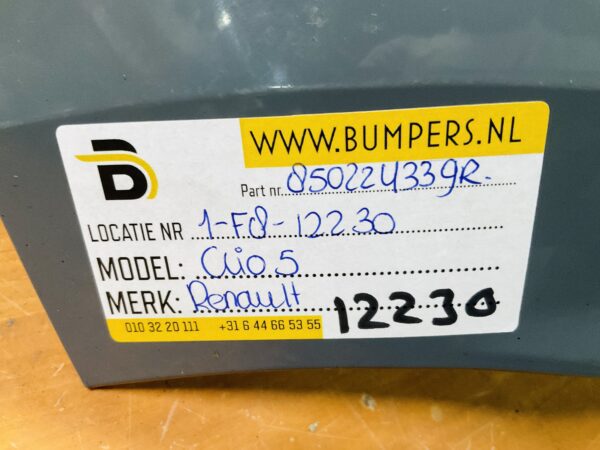 WWW.BUMPERS.NL
Part nr. 850224339R.
LOCATIE NR 1-F8-12230
MODEL: Clio 5
MERK: Renault 12230
010 32 20 111 +31 6 44 66 53 55